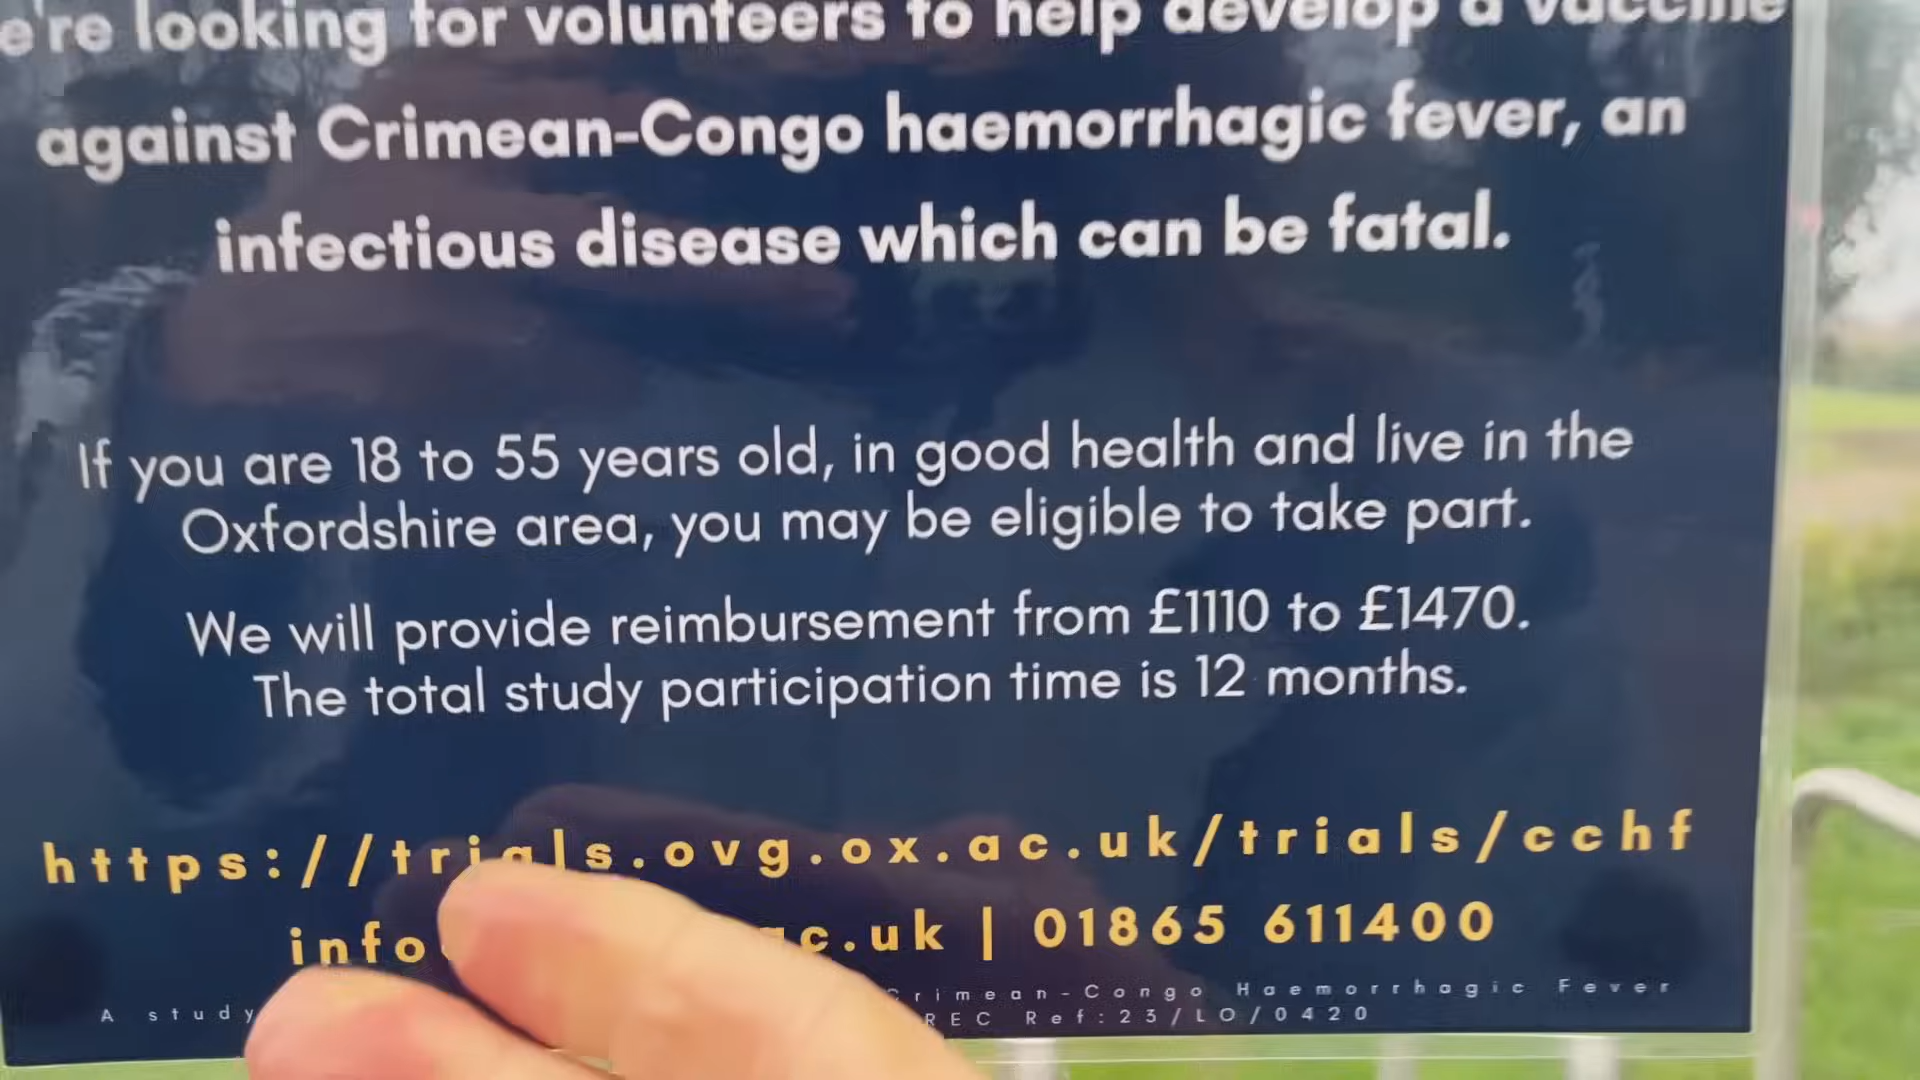 e're looking for volunteers to help develop a vaccine
against Crimean-Congo haemorrhagic fever, an
infectious disease which can be fatal.
If you are 18 to 55 years old, in good health and live in the
Oxfordshire area, you may be eligible to take part.
We will provide reimbursement from £1110 to £1470.
The total study participation time is 12 months.
https://trials.ovg.ox.ac.uk/trials/cchf
info ac.uk | 01865 611400
A study Crimean-Congo Haemorrhagic Fever
REC Ref:23/LO/0420